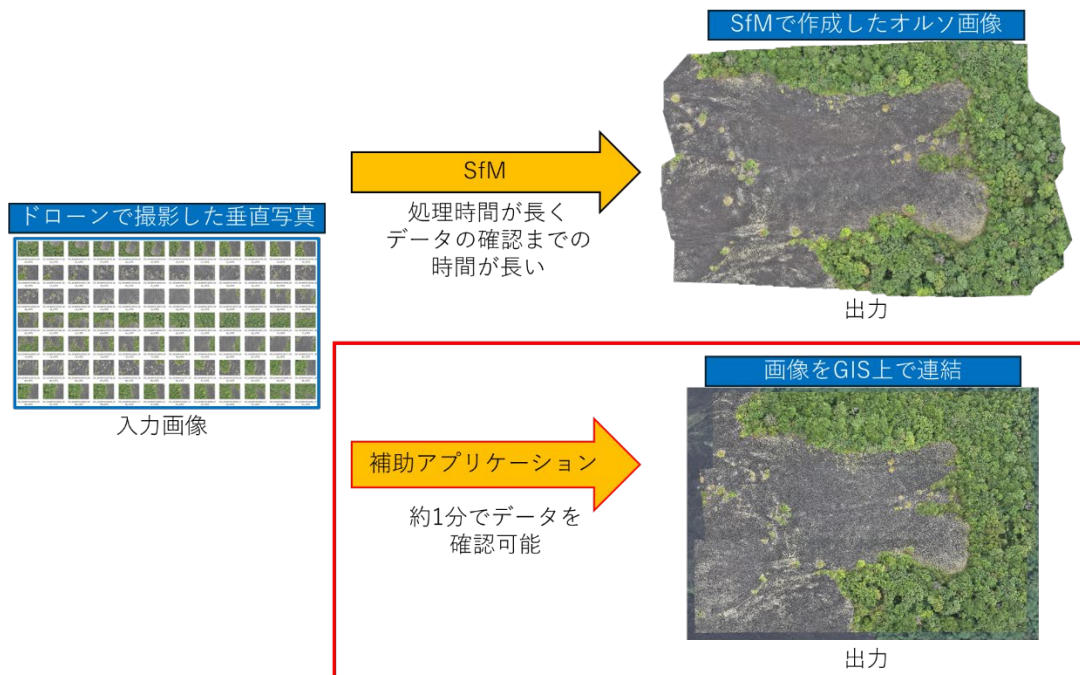 SfMで作成したオルソ画像
SfM
処理時間が長く
データの確認までの
時間が長い
出力
ドローンで撮影した垂直写真
入力画像
画像をGIS上で連結
補助アプリケーション
約1分でデータを
確認可能
出力